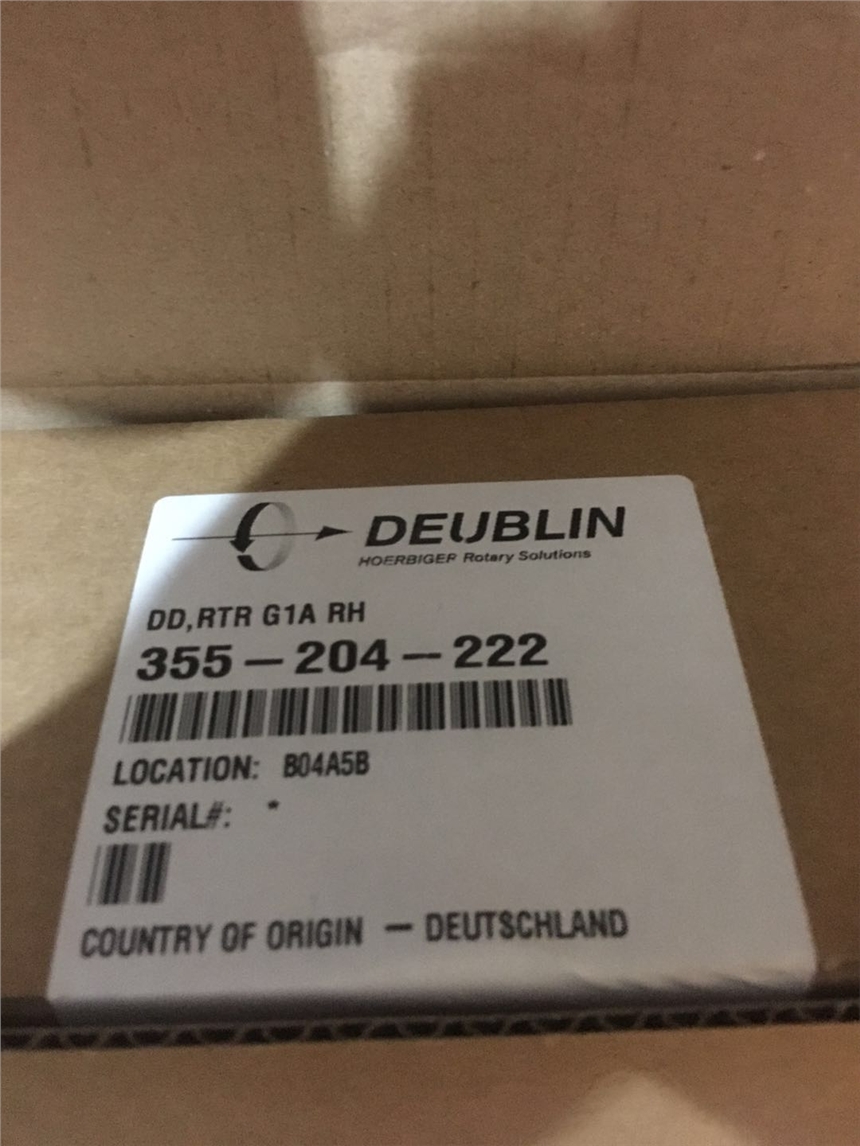 DEUBLIN
HOERBIGER Rotary Solutions
DD,RTR G1A RH
355-204-222
LOCATION: B04A5B
SERIAL#: *
COUNTRY OF ORIGIN - DEUTSCHLAND